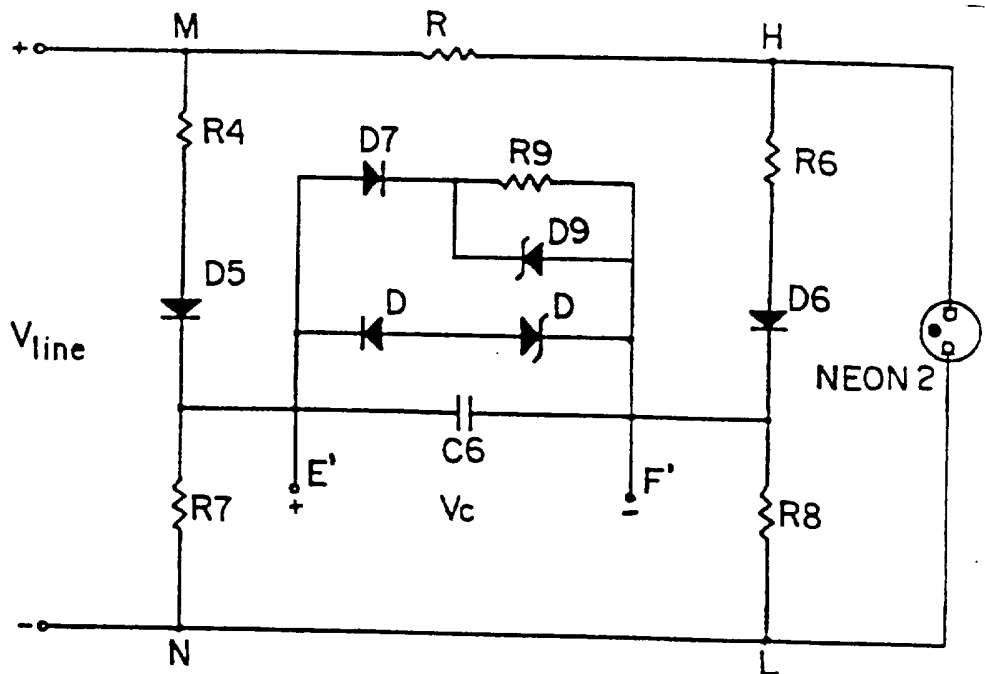 M R H
+
R4 R6
D7 R9
D9
D5 D D D6
Vline
NEON 2
C6
E' F'
+ Vc -
R7 R8
-
N L